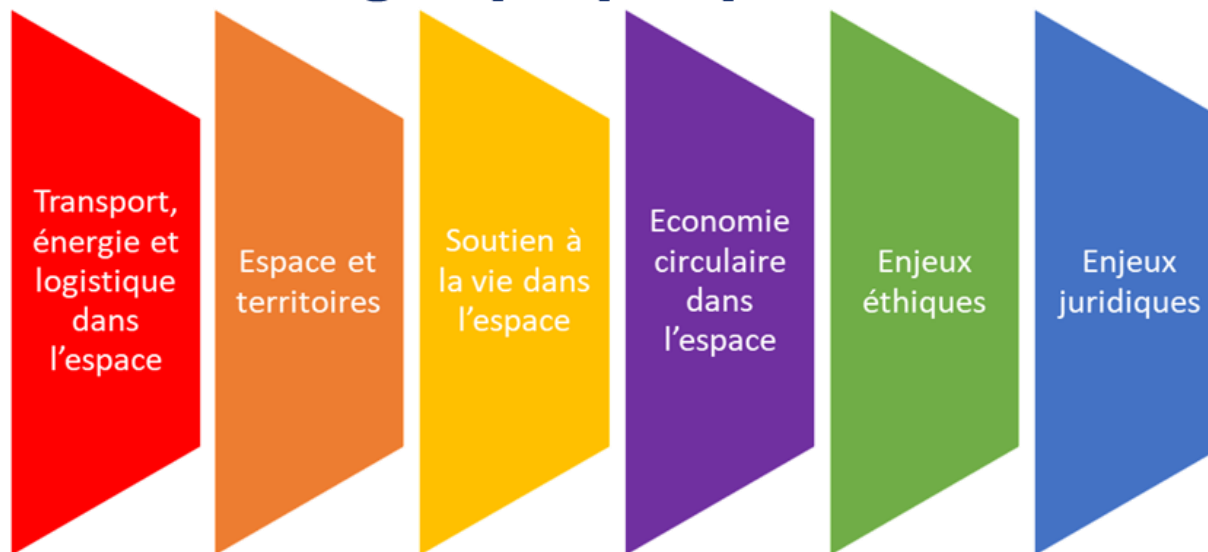 Transport,
énergie et
logistique
dans
l’espace
Espace et
territoires
Soutien à
la vie dans
l’espace
Economie
circulaire
dans
l’espace
Enjeux
éthiques
Enjeux
juridiques